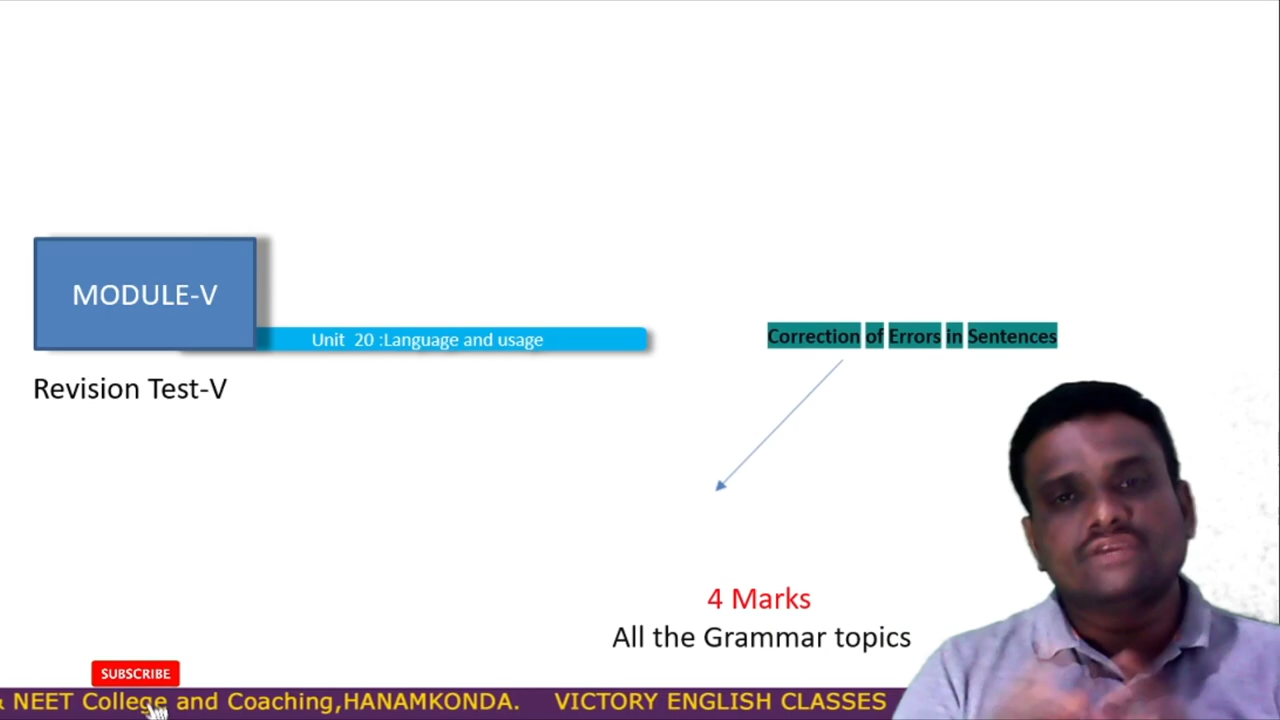 MODULE-V
Unit 20 :Language and usage
Correction of Errors in Sentences
Revision Test-V
4 Marks
All the Grammar topics
SUBSCRIBE
& NEET College and Coaching,HANAMKONDA. VICTORY ENGLISH CLASSES